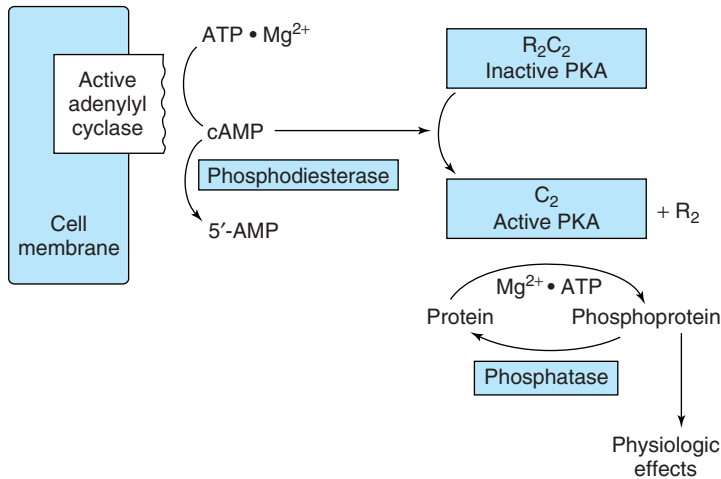 ATP • Mg²⁺
Active
adenylyl
cyclase
cAMP
Phosphodiesterase
5′-AMP
Cell
membrane
R₂C₂
Inactive PKA
C₂
Active PKA
+ R₂
Mg²⁺ • ATP
Protein
Phosphoprotein
Phosphatase
Physiologic
effects